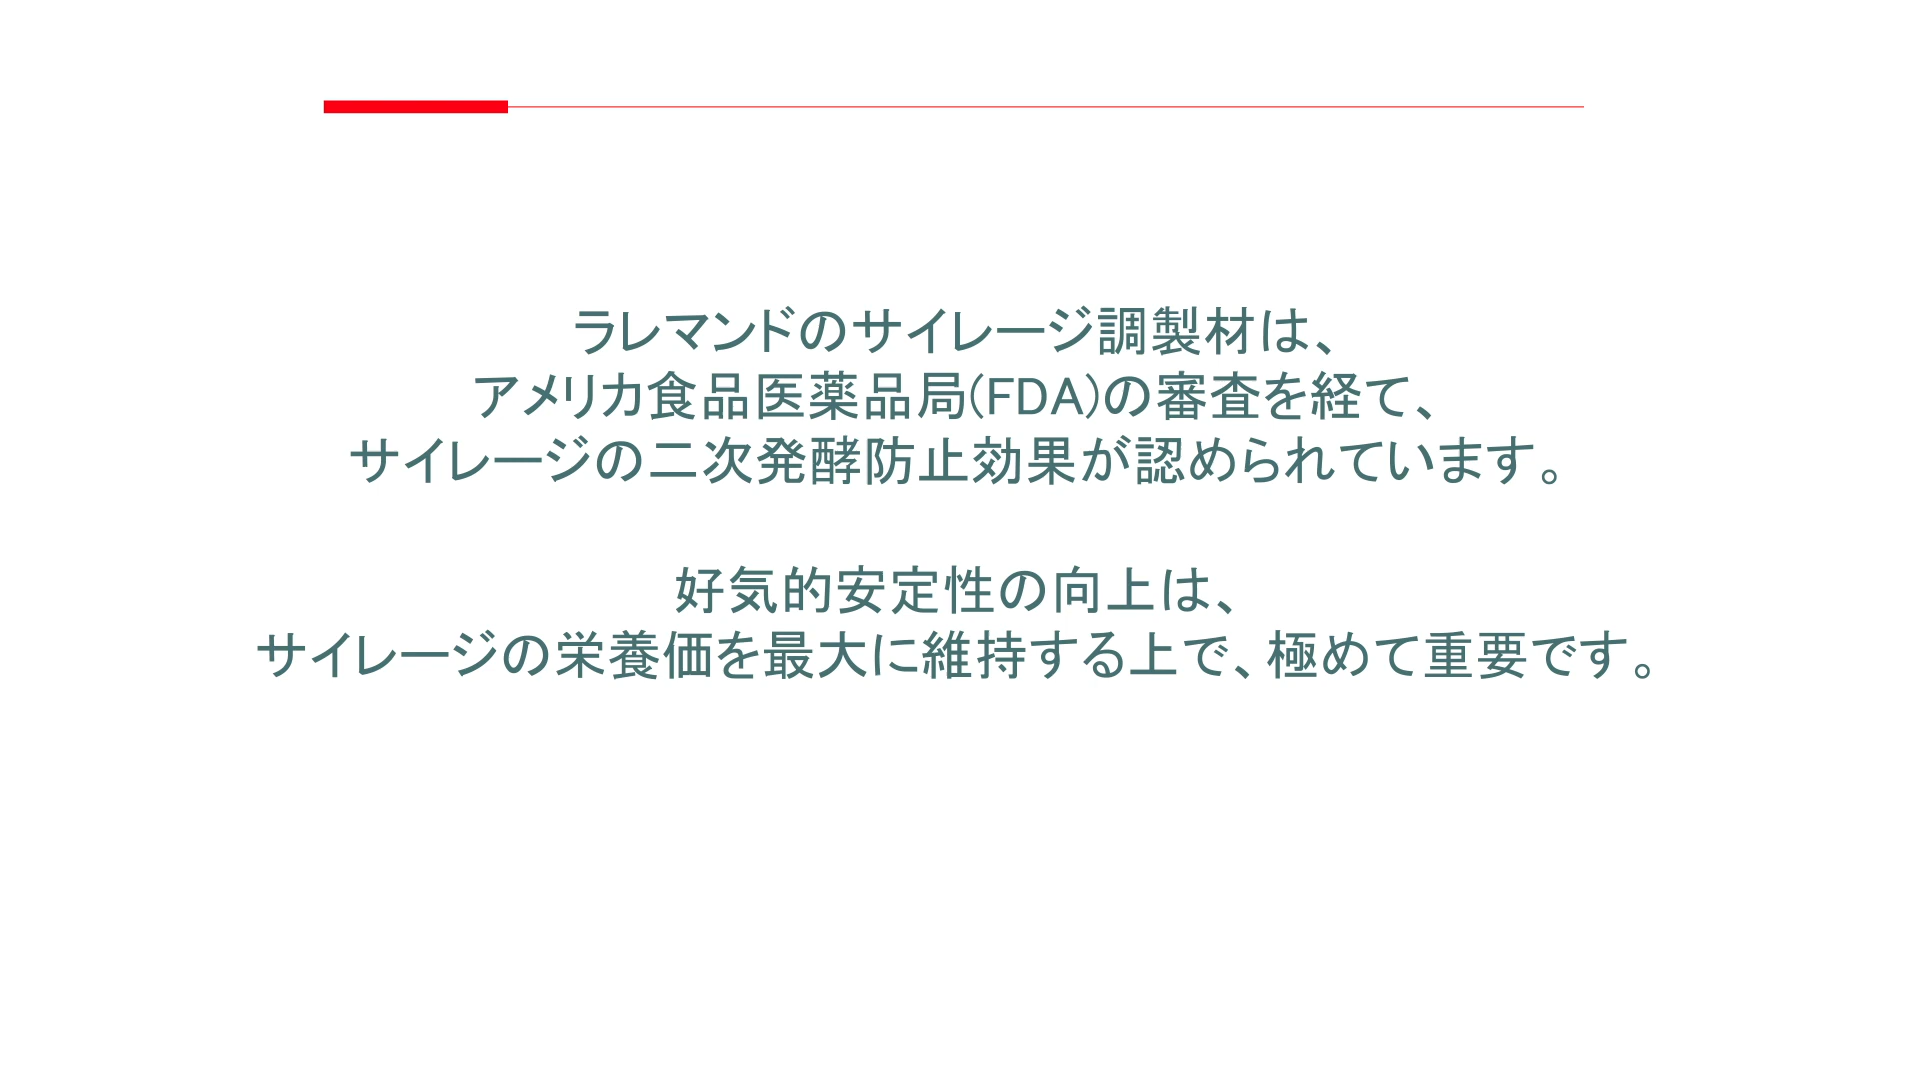 ラレマンドのサイレージ調製材は、
アメリカ食品医薬品局(FDA)の審査を経て、
サイレージの二次発酵防止効果が認められています。
好気的安定性の向上は、
サイレージの栄養価を最大に維持する上で、極めて重要です。